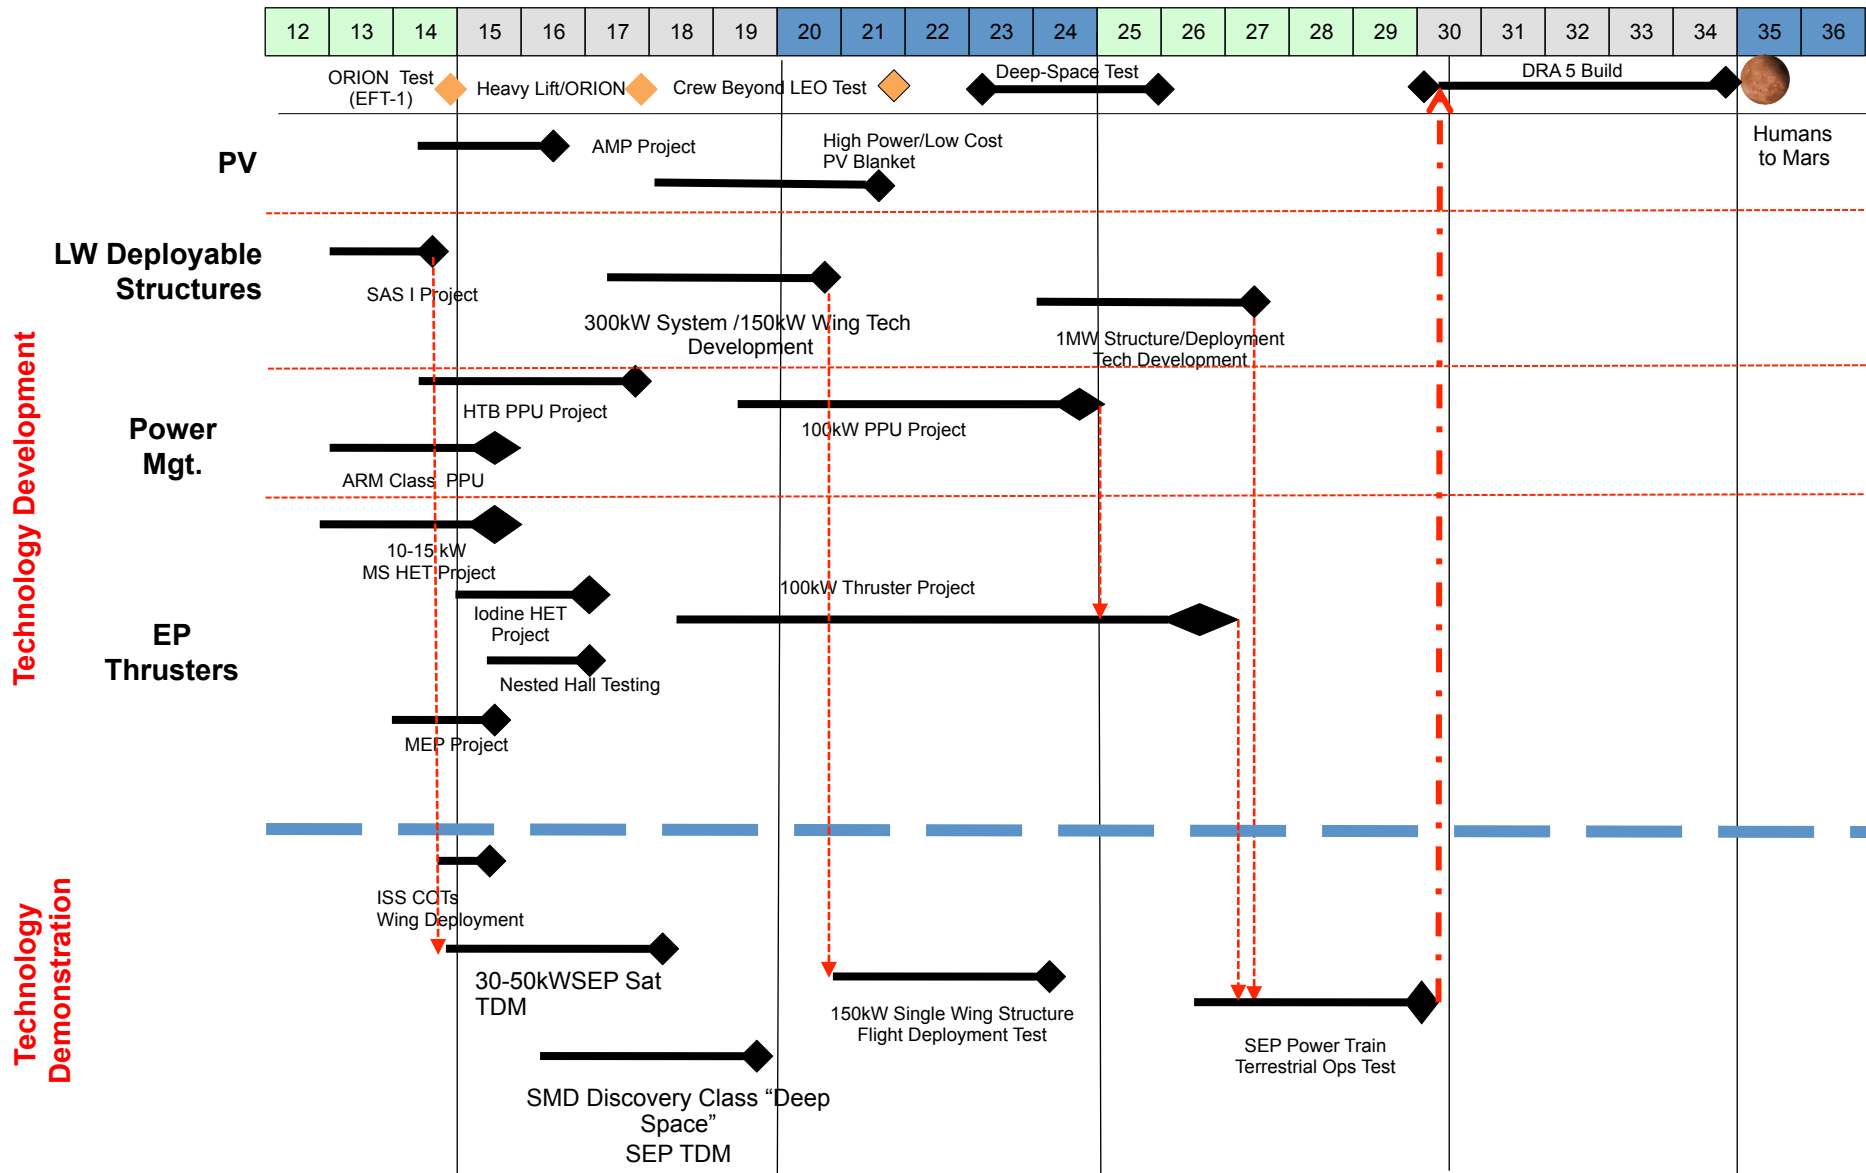 12 13 14 15 16 17 18 19 20 21 22 23 24 25 26 27 28 29 30 31 32 33 34 35 36
ORION Test
(EFT-1)
Heavy Lift/ORION
Crew Beyond LEO Test
Deep-Space Test
DRA 5 Build
Humans
to Mars
PV
AMP Project
High Power/Low Cost
PV Blanket
LW Deployable
Structures
SAS I Project
300kW System /150kW Wing Tech
Development
1MW Structure/Deployment
Tech Development
Technology Development
Power
Mgt.
HTB PPU Project
100kW PPU Project
ARM Class PPU
EP
Thrusters
10-15 kW
MS HET Project
100kW Thruster Project
Iodine HET
Project
Nested Hall Testing
MEP Project
Technology
Demonstration
ISS COTs
Wing Deployment
30-50kWSEP Sat
TDM
150kW Single Wing Structure
Flight Deployment Test
SEP Power Train
Terrestrial Ops Test
SMD Discovery Class “Deep
Space”
SEP TDM